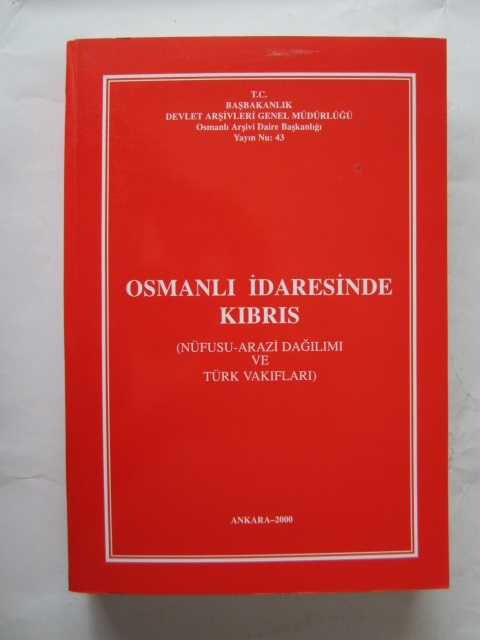 T.C.
BAŞBAKANLIK
DEVLET ARŞİVLERİ GENEL MÜDÜRLÜĞÜ
Osmanlı Arşivi Daire Başkanlığı
Yayın Nu: 43
OSMANLI İDARESİNDE
KIBRIS
(NÜFUSU-ARAZİ DAĞILIMI
VE
TÜRK VAKIFLARI)
ANKARA–2000